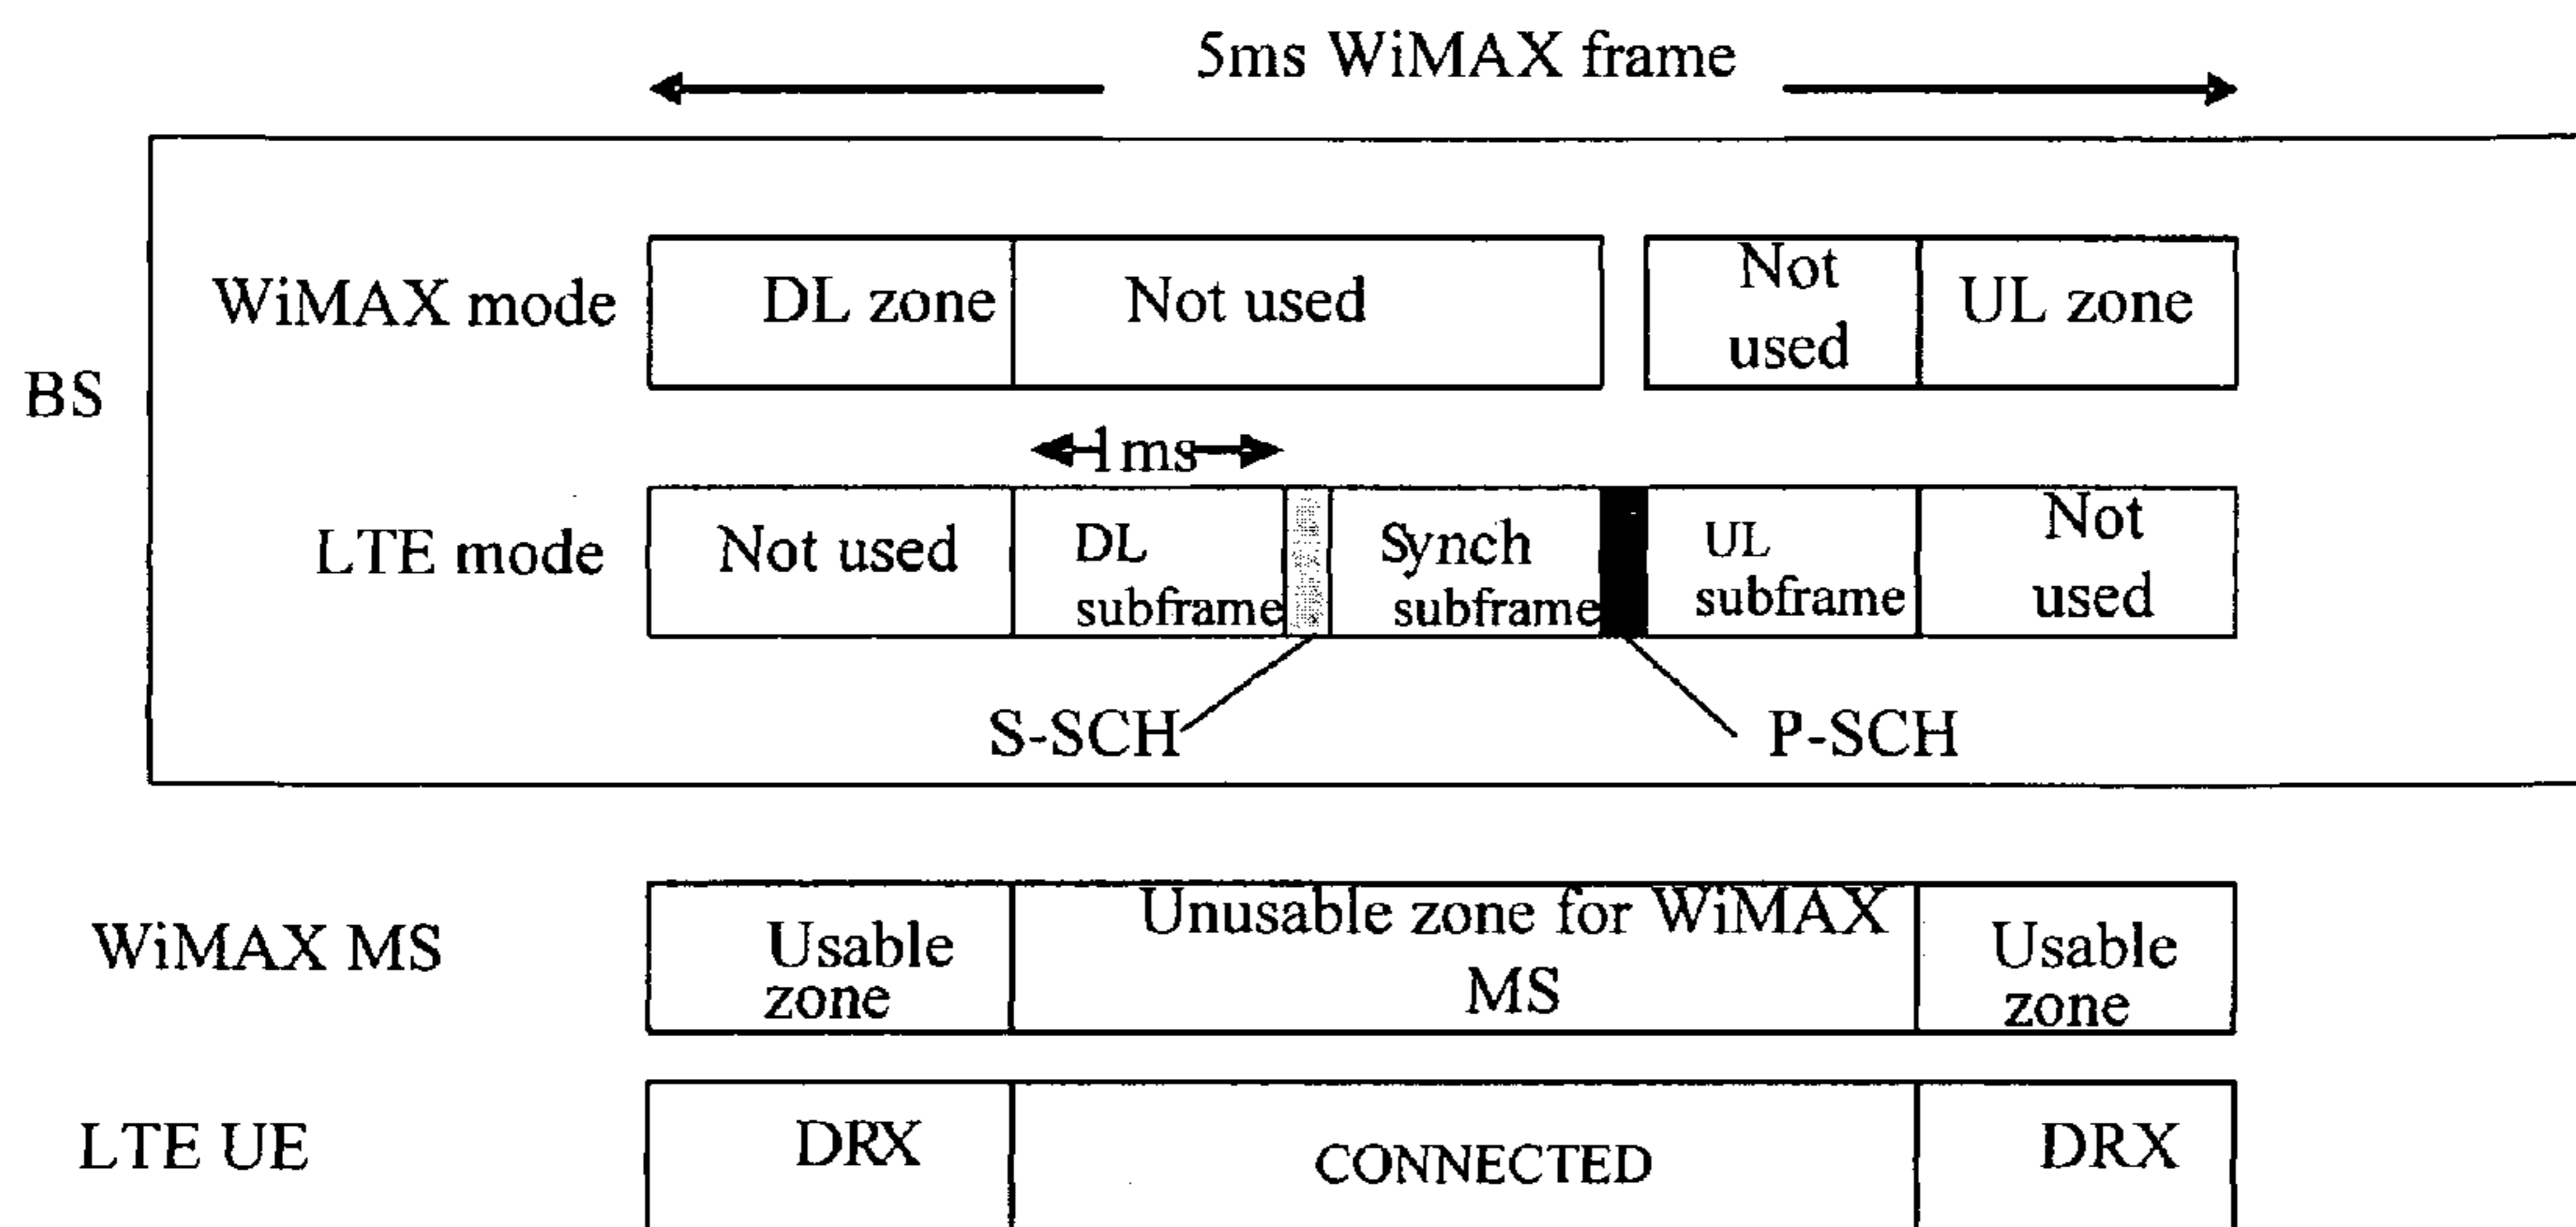 5ms WiMAX frame
BS
WiMAX mode
DL zone
Not used
Not
used
UL zone
1ms
LTE mode
Not used
DL
subframe
Synch
subframe
UL
subframe
Not
used
S-SCH
P-SCH
WiMAX MS
Usable
zone
Unusable zone for WiMAX
MS
Usable
zone
LTE UE
DRX
CONNECTED
DRX